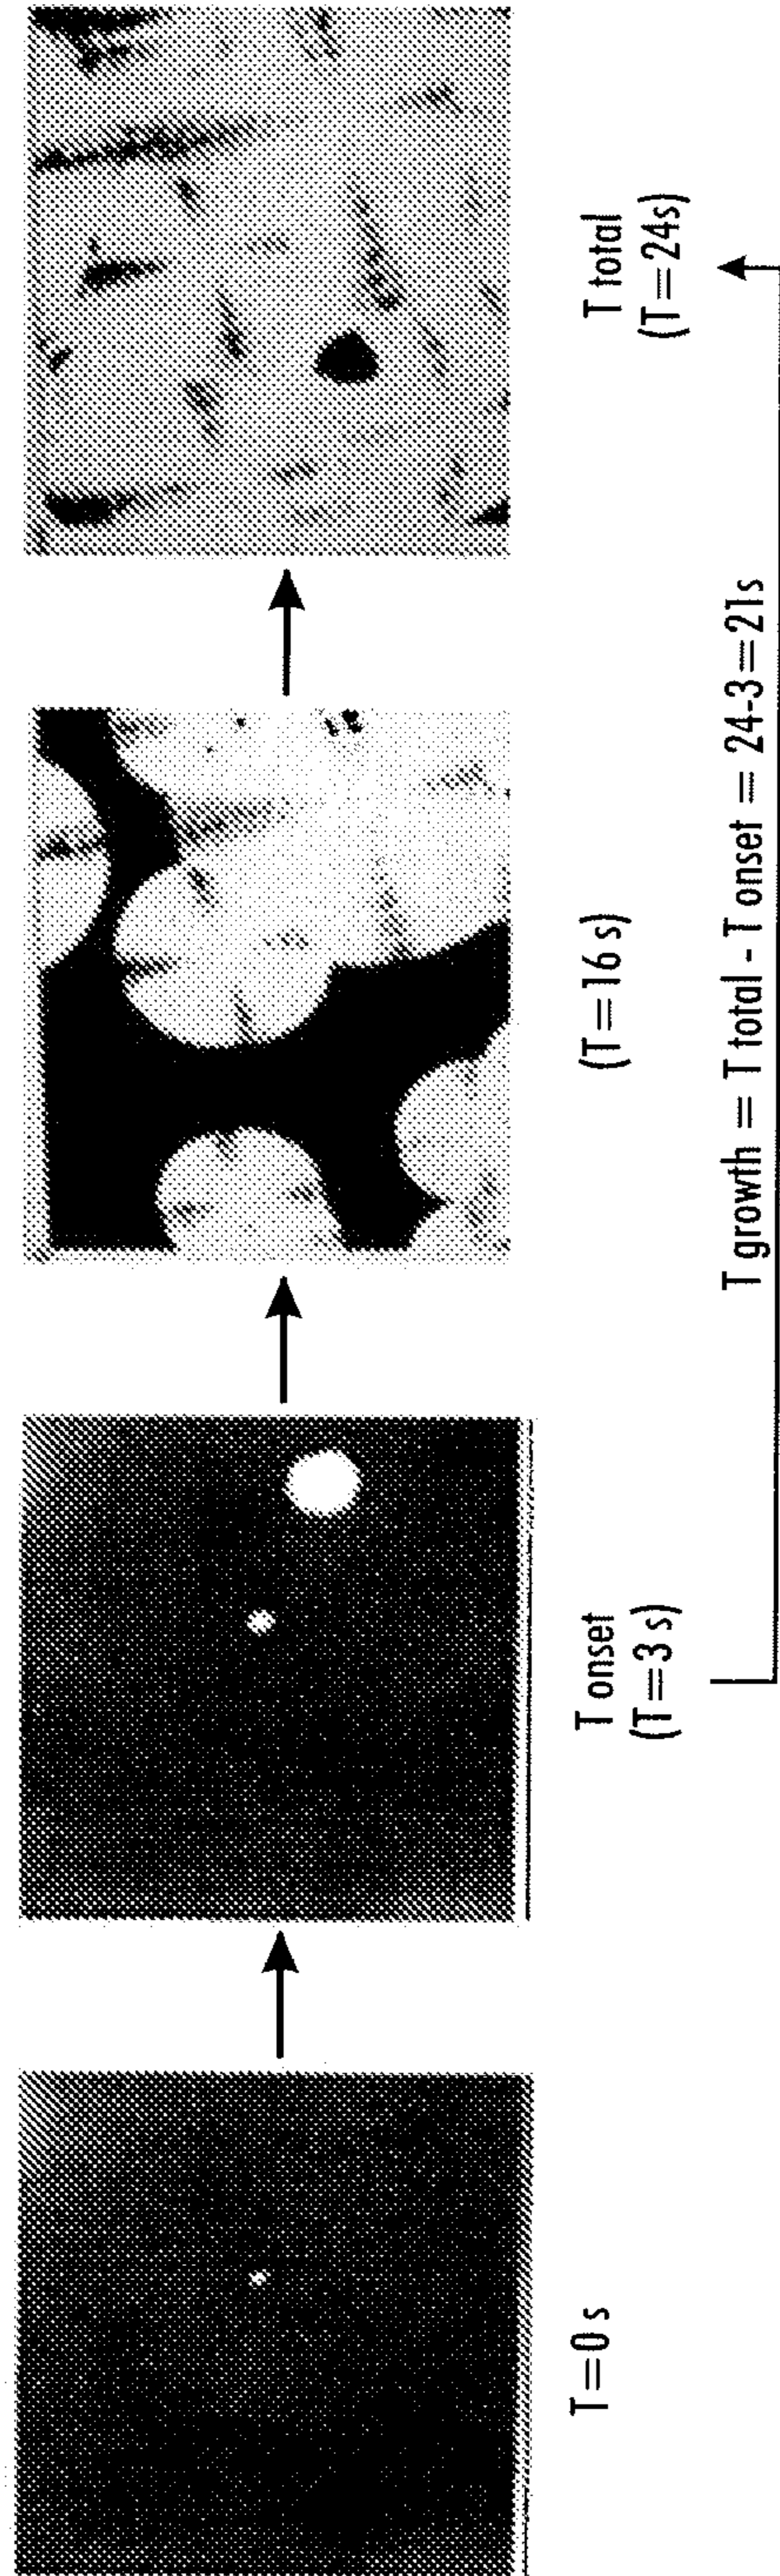 T=0 s
T onset
(T=3 s)
(T=16 s)
T total
(T=24s)
T growth = T total - T onset = 24-3=21s